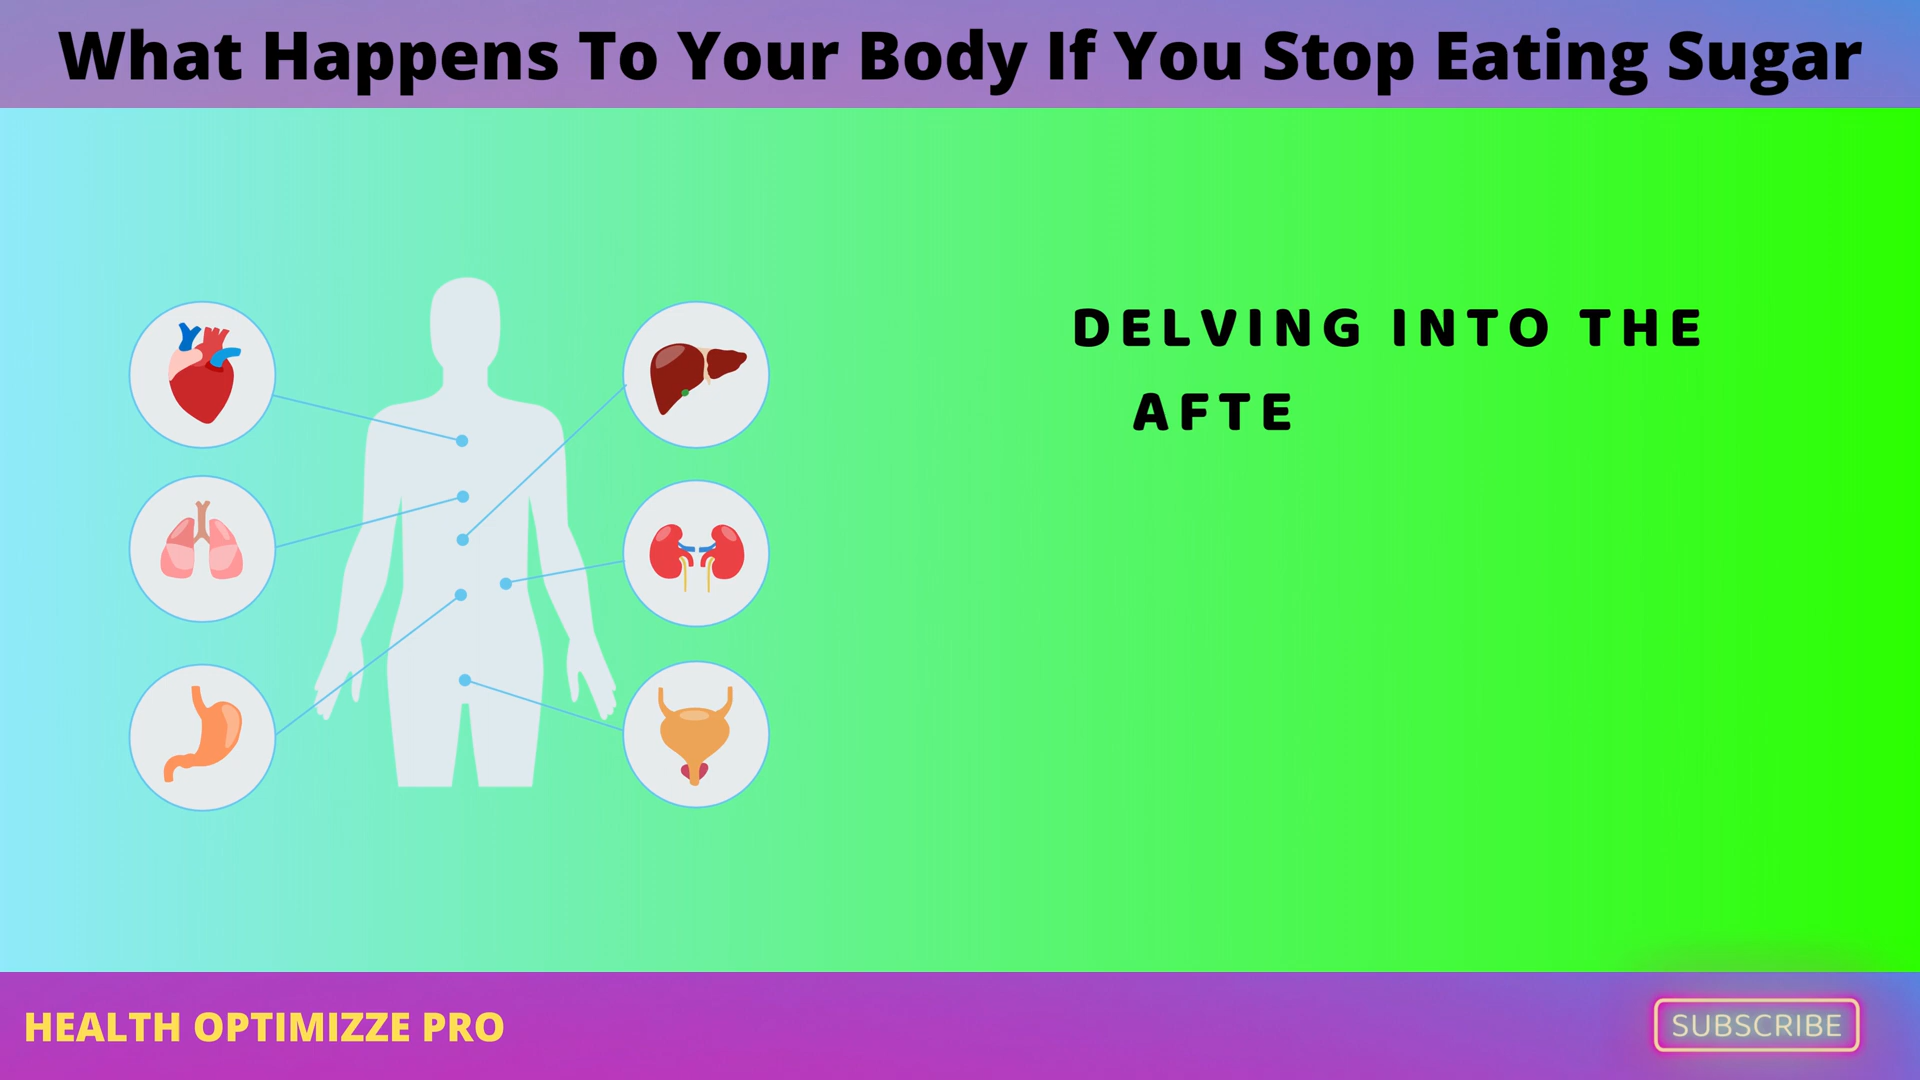 What Happens To Your Body If You Stop Eating Sugar
DELVING INTO THE
AFTE
HEALTH OPTIMIZZE PRO
SUBSCRIBE